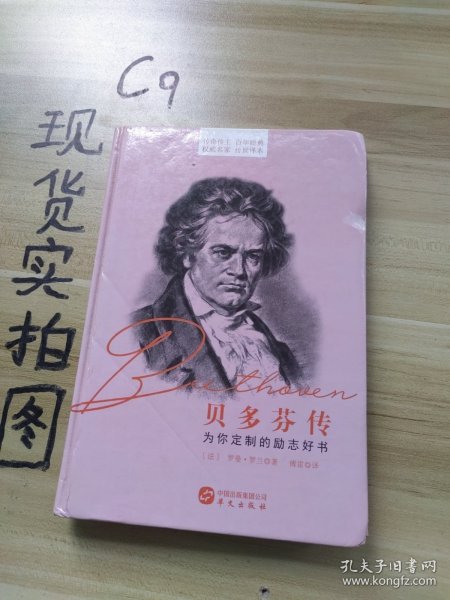 C9
现货实拍图
传奇传主 百年经典
权威名家 传世译本
Beethoven
贝多芬传
为你定制的励志好书
[法] 罗曼·罗兰◎著 傅雷◎译
中国出版集团公司
华文出版社
孔夫子旧书网
www.kongfz.com